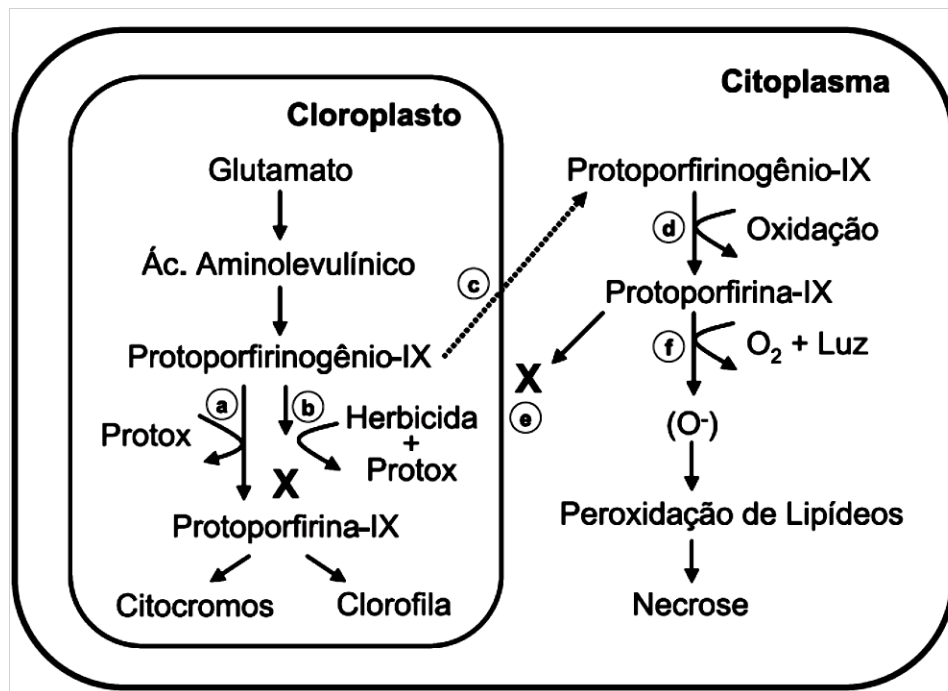 Citoplasma
Cloroplasto
Glutamato
Ác. Aminolevulínico
Protoporfirinogênio-IX
a
b
Protox
Herbicida
+
Protox
X
Protoporfirina-IX
Citocromos
Clorofila
c
Protoporfirinogênio-IX
d
Oxidação
Protoporfirina-IX
X
e
f
O₂ + Luz
(O⁻)
Peroxidação de Lipídeos
Necrose